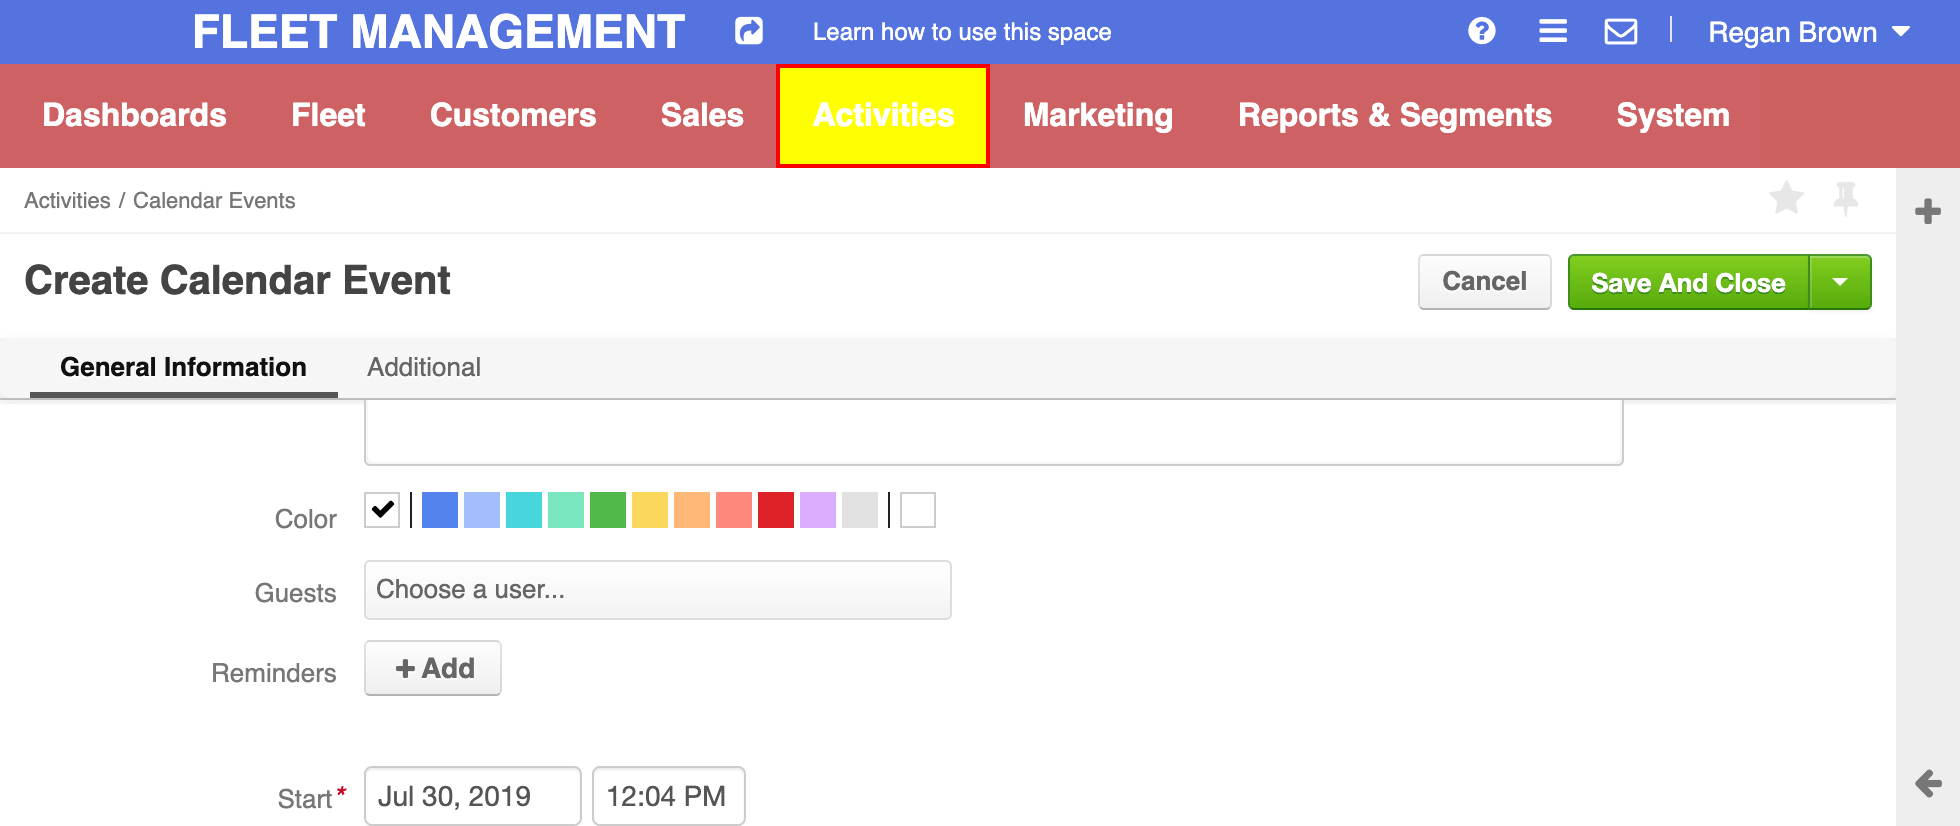 FLEET MANAGEMENT Learn how to use this space Regan Brown
Dashboards Fleet Customers Sales Activities Marketing Reports & Segments System
Activities / Calendar Events
Create Calendar Event Cancel Save And Close
General Information Additional
Color
Guests Choose a user...
Reminders + Add
Start* Jul 30, 2019 12:04 PM